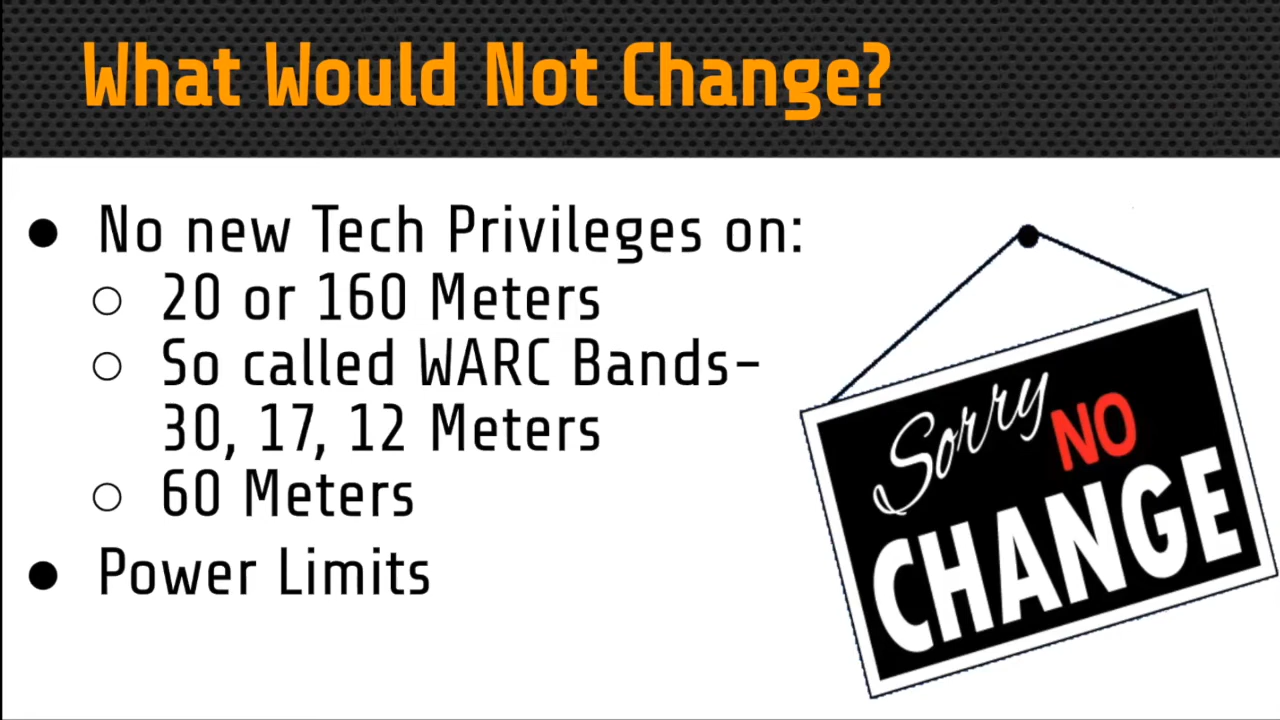 What Would Not Change?
● No new Tech Privileges on:
○ 20 or 160 Meters
○ So called WARC Bands–
30, 17, 12 Meters
○ 60 Meters
● Power Limits
Sorry NO
CHANGE